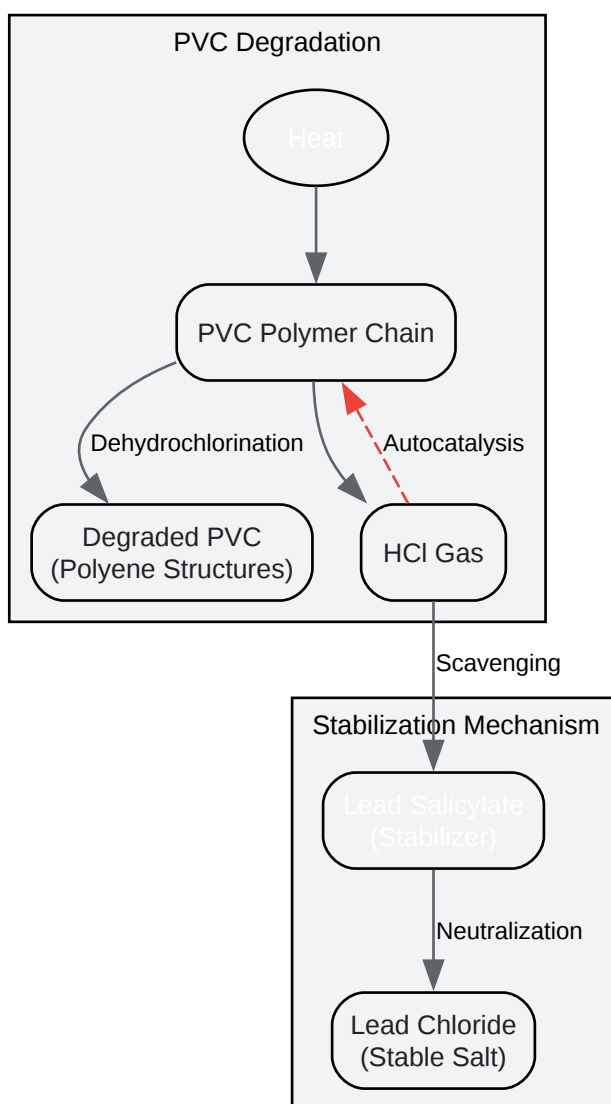 PVC Degradation
Heat
PVC Polymer Chain
Dehydrochlorination
Autocatalysis
Degraded PVC
(Polyene Structures)
HCl Gas
Scavenging
Stabilization Mechanism
Lead Salicylate
(Stabilizer)
Neutralization
Lead Chloride
(Stable Salt)